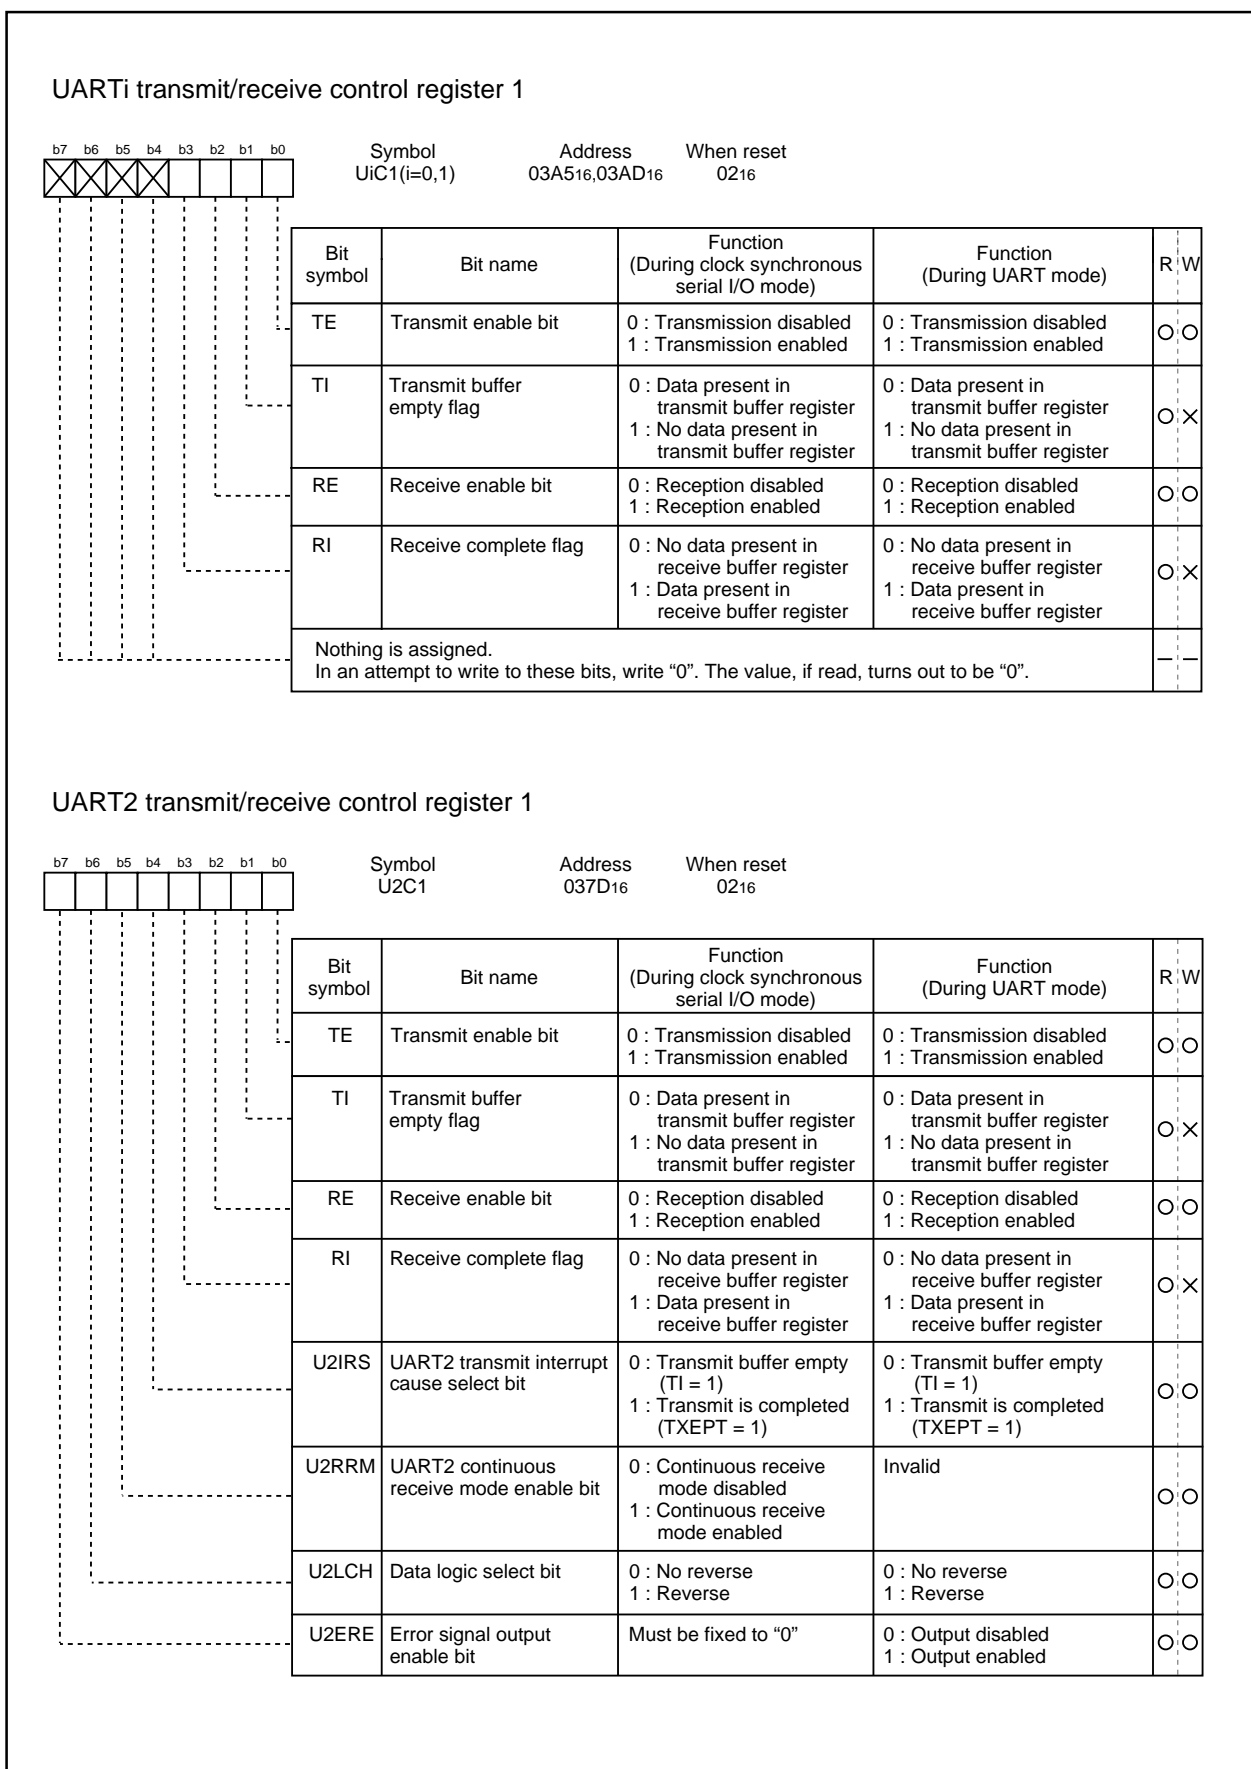 UARTi transmit/receive control register 1
b7 b6 b5 b4 b3 b2 b1 b0
Symbol Address When reset
UiC1(i=0,1) 03A516,03AD16 0216
Bit symbol Bit name Function (During clock synchronous serial I/O mode) Function (During UART mode) R W
TE Transmit enable bit 0 : Transmission disabled 0 : Transmission disabled
1 : Transmission enabled 1 : Transmission enabled
TI Transmit buffer 0 : Data present in 0 : Data present in
empty flag transmit buffer register transmit buffer register
1 : No data present in 1 : No data present in
transmit buffer register transmit buffer register
RE Receive enable bit 0 : Reception disabled 0 : Reception disabled
1 : Reception enabled 1 : Reception enabled
RI Receive complete flag 0 : No data present in 0 : No data present in
receive buffer register receive buffer register
1 : Data present in 1 : Data present in
receive buffer register receive buffer register
Nothing is assigned.
In an attempt to write to these bits, write “0”. The value, if read, turns out to be “0”.
UART2 transmit/receive control register 1
b7 b6 b5 b4 b3 b2 b1 b0
Symbol Address When reset
U2C1 037D16 0216
Bit symbol Bit name Function (During clock synchronous serial I/O mode) Function (During UART mode) R W
TE Transmit enable bit 0 : Transmission disabled 0 : Transmission disabled
1 : Transmission enabled 1 : Transmission enabled
TI Transmit buffer 0 : Data present in 0 : Data present in
empty flag transmit buffer register transmit buffer register
1 : No data present in 1 : No data present in
transmit buffer register transmit buffer register
RE Receive enable bit 0 : Reception disabled 0 : Reception disabled
1 : Reception enabled 1 : Reception enabled
RI Receive complete flag 0 : No data present in 0 : No data present in
receive buffer register receive buffer register
1 : Data present in 1 : Data present in
receive buffer register receive buffer register
U2IRS UART2 transmit interrupt 0 : Transmit buffer empty 0 : Transmit buffer empty
cause select bit (TI = 1) (TI = 1)
1 : Transmit is completed 1 : Transmit is completed
(TXEPT = 1) (TXEPT = 1)
U2RRM UART2 continuous 0 : Continuous receive Invalid
receive mode enable bit mode disabled
1 : Continuous receive
mode enabled
U2LCH Data logic select bit 0 : No reverse 0 : No reverse
1 : Reverse 1 : Reverse
U2ERE Error signal output Must be fixed to “0” 0 : Output disabled
enable bit 1 : Output enabled